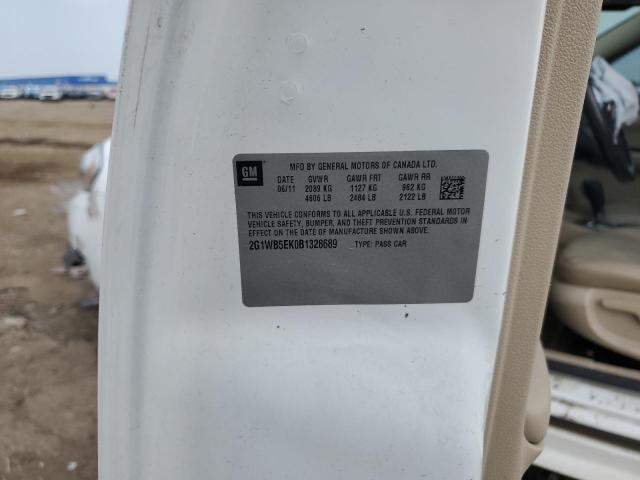 GM
MFD BY GENERAL MOTORS OF CANADA LTD.
DATE GVWR GAWR FRT GAWR RR
06/11 2089 KG 1127 KG 962 KG
4606 LB 2484 LB 2122 LB
THIS VEHICLE CONFORMS TO ALL APPLICABLE U.S. FEDERAL MOTOR
VEHICLE SAFETY, BUMPER, AND THEFT PREVENTION STANDARDS
IN EFFECT ON THE DATE OF MANUFACTURE SHOWN ABOVE.
2G1WB5EK0B1328689 TYPE: PASS CAR